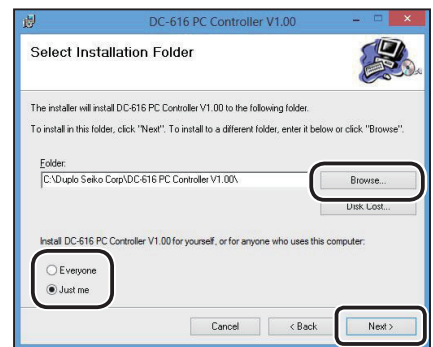 DC-616 PC Controller V1.00
Select Installation Folder
The installer will install DC-616 PC Controller V1.00 to the following folder.
To install in this folder, click "Next". To install to a different folder, enter it below or click "Browse".
Folder:
C:\Duplo Seiko Corp\DC-616 PC Controller V1.00\
Browse...
Disk Cost...
Install DC-616 PC Controller V1.00 for yourself, or for anyone who uses this computer:
Everyone
Just me
Cancel
< Back
Next >